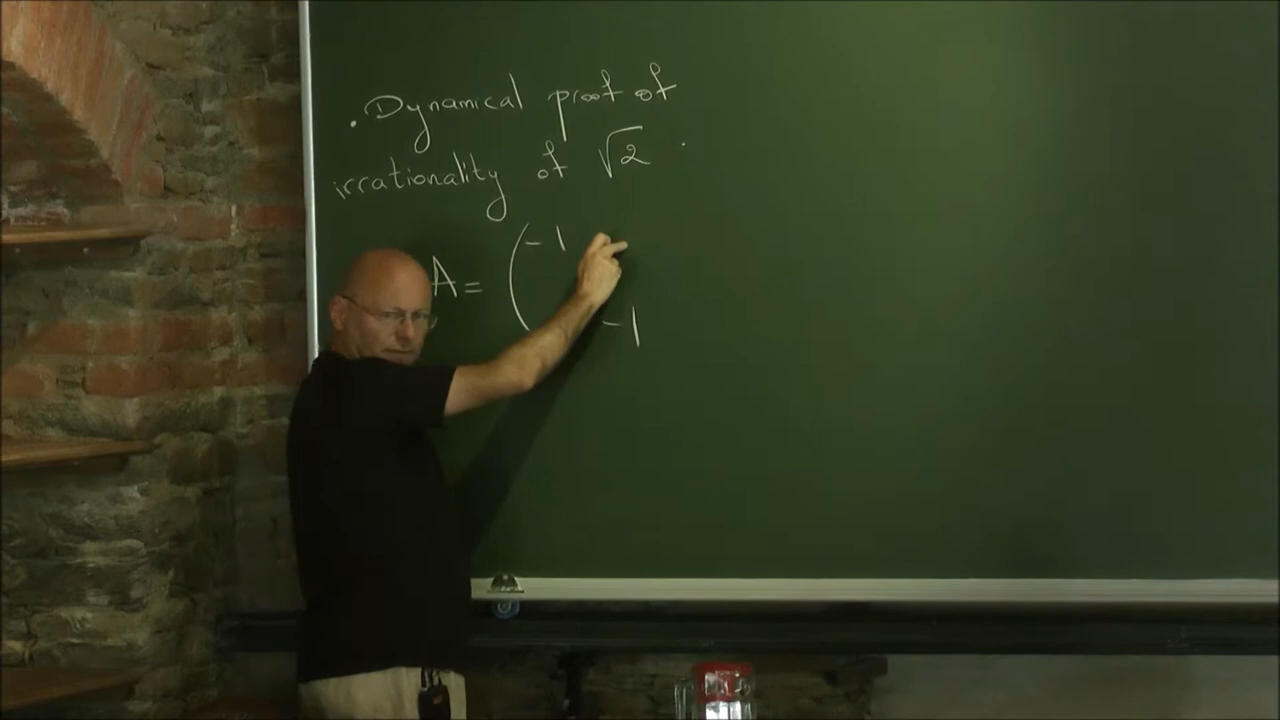 . Dynamical proof of
irrationality of √2 .
A = ( -1
-1